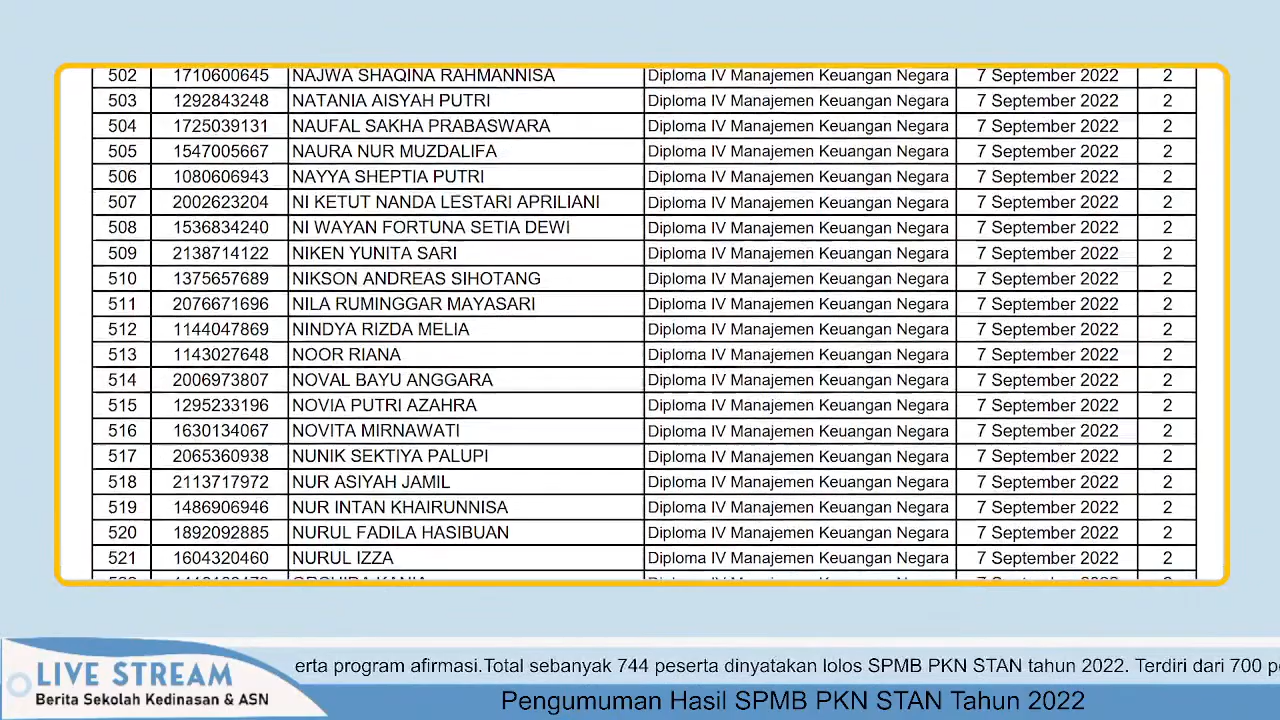 502 1710600645 NAJWA SHAQINA RAHMANNISA Diploma IV Manajemen Keuangan Negara 7 September 2022 2
503 1292843248 NATANIA AISYAH PUTRI Diploma IV Manajemen Keuangan Negara 7 September 2022 2
504 1725039131 NAUFAL SAKHA PRABASWARA Diploma IV Manajemen Keuangan Negara 7 September 2022 2
505 1547005667 NAURA NUR MUZDALIFA Diploma IV Manajemen Keuangan Negara 7 September 2022 2
506 1080606943 NAYYA SHEPTIA PUTRI Diploma IV Manajemen Keuangan Negara 7 September 2022 2
507 2002623204 NI KETUT NANDA LESTARI APRILIANI Diploma IV Manajemen Keuangan Negara 7 September 2022 2
508 1536834240 NI WAYAN FORTUNA SETIA DEWI Diploma IV Manajemen Keuangan Negara 7 September 2022 2
509 2138714122 NIKEN YUNITA SARI Diploma IV Manajemen Keuangan Negara 7 September 2022 2
510 1375657689 NIKSON ANDREAS SIHOTANG Diploma IV Manajemen Keuangan Negara 7 September 2022 2
511 2076671696 NILA RUMINGGAR MAYASARI Diploma IV Manajemen Keuangan Negara 7 September 2022 2
512 1144047869 NINDYA RIZDA MELIA Diploma IV Manajemen Keuangan Negara 7 September 2022 2
513 1143027648 NOOR RIANA Diploma IV Manajemen Keuangan Negara 7 September 2022 2
514 2006973807 NOVAL BAYU ANGGARA Diploma IV Manajemen Keuangan Negara 7 September 2022 2
515 1295233196 NOVIA PUTRI AZAHRA Diploma IV Manajemen Keuangan Negara 7 September 2022 2
516 1630134067 NOVITA MIRNAWATI Diploma IV Manajemen Keuangan Negara 7 September 2022 2
517 2065360938 NUNIK SEKTIYA PALUPI Diploma IV Manajemen Keuangan Negara 7 September 2022 2
518 2113717972 NUR ASIYAH JAMIL Diploma IV Manajemen Keuangan Negara 7 September 2022 2
519 1486906946 NUR INTAN KHAIRUNNISA Diploma IV Manajemen Keuangan Negara 7 September 2022 2
520 1892092885 NURUL FADILA HASIBUAN Diploma IV Manajemen Keuangan Negara 7 September 2022 2
521 1604320460 NURUL IZZA Diploma IV Manajemen Keuangan Negara 7 September 2022 2
LIVE STREAM
Berita Sekolah Kedinasan & ASN
erta program afirmasi.Total sebanyak 744 peserta dinyatakan lolos SPMB PKN STAN tahun 2022. Terdiri dari 700 p
Pengumuman Hasil SPMB PKN STAN Tahun 2022